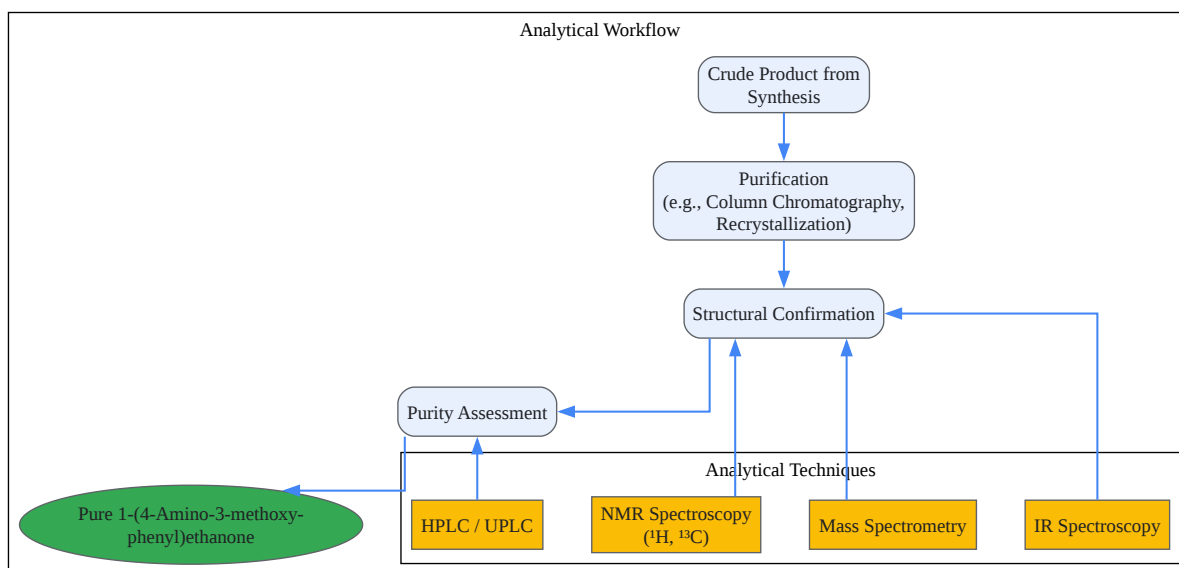 Analytical Workflow
Crude Product from
Synthesis
Purification
(e.g., Column Chromatography,
Recrystallization)
Structural Confirmation
Purity Assessment
Analytical Techniques
Pure 1-(4-Amino-3-methoxy-
phenyl)ethanone
HPLC / UPLC
NMR Spectroscopy
(¹H, ¹³C)
Mass Spectrometry
IR Spectroscopy